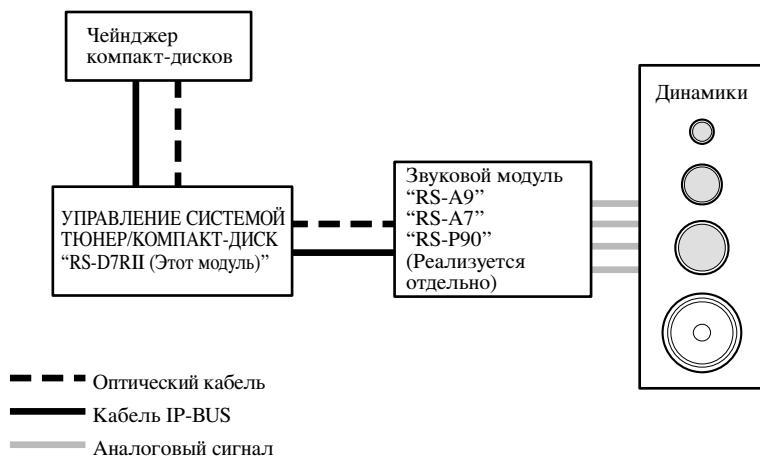 Чейнджер
компакт-дисков
УПРАВЛЕНИЕ СИСТЕМОЙ
ТЮНЕР/КОМПАКТ-ДИСК
“RS-D7RII (Этот модуль)”
Звуковой модуль
“RS-A9”
“RS-A7”
“RS-P90”
(Реализуется
отдельно)
Динамики
Оптический кабель
Кабель IP-BUS
Аналоговый сигнал